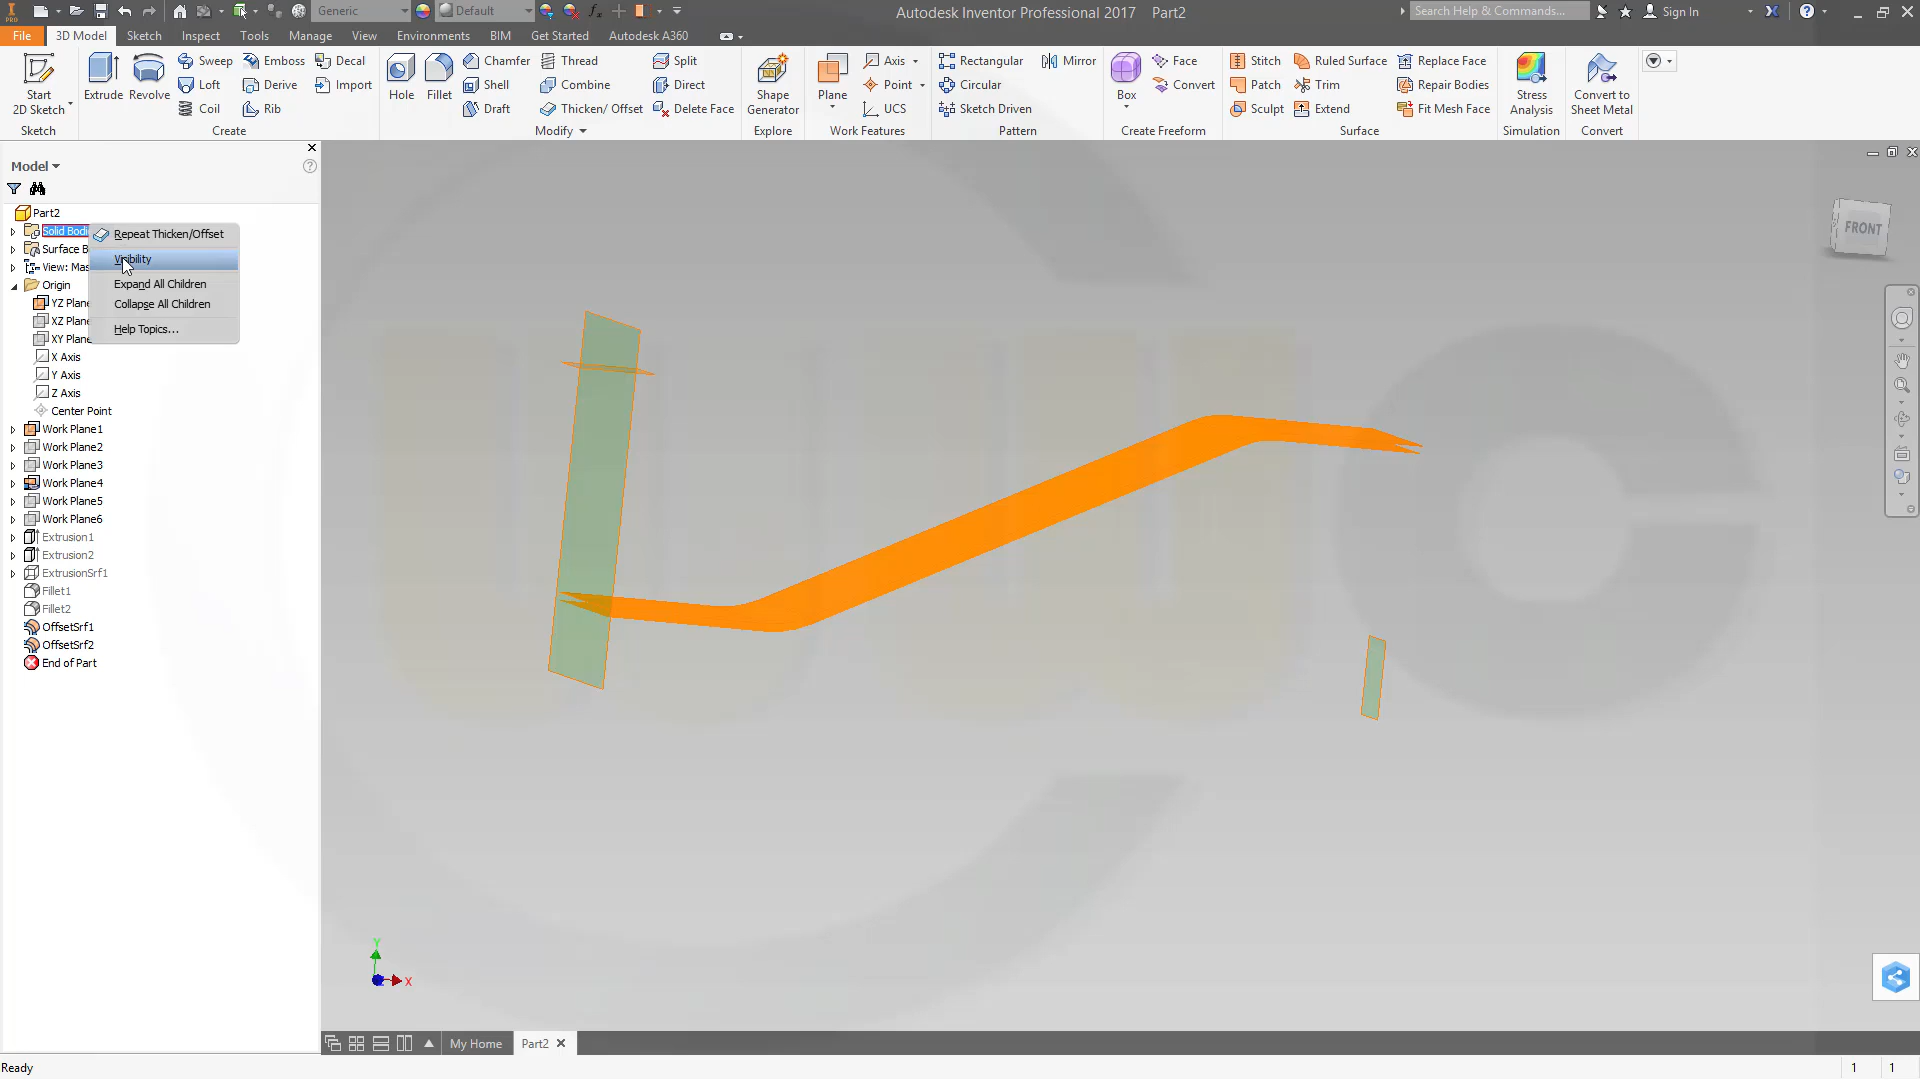 Generic
Default
Autodesk Inventor Professional 2017 Part2
Search Help & Commands...
Sign In
PRO
File
3D Model
Sketch
Inspect
Tools
Manage
View
Environments
BIM
Get Started
Autodesk A360
Start
2D Sketch
Sketch
Extrude
Revolve
Sweep
Loft
Coil
Emboss
Derive
Rib
Decal
Import
Create
Hole
Fillet
Chamfer
Shell
Draft
Thread
Combine
Thicken/ Offset
Split
Direct
Delete Face
Modify
Shape
Generator
Explore
Plane
Axis
Point
UCS
Work Features
Rectangular
Circular
Sketch Driven
Mirror
Pattern
Box
Face
Convert
Create Freeform
Stitch
Patch
Sculpt
Ruled Surface
Trim
Extend
Replace Face
Repair Bodies
Fit Mesh Face
Surface
Stress
Analysis
Simulation
Convert to
Sheet Metal
Convert
Model
Part2
Solid Bodi
Surface B
View: Mas
Origin
YZ Plane
XZ Plane
XY Plane
X Axis
Y Axis
Z Axis
Center Point
Work Plane1
Work Plane2
Work Plane3
Work Plane4
Work Plane5
Work Plane6
Extrusion1
Extrusion2
ExtrusionSrf1
Fillet1
Fillet2
OffsetSrf1
OffsetSrf2
End of Part
Repeat Thicken/Offset
Visibility
Expand All Children
Collapse All Children
Help Topics...
FRONT
Y
X
My Home
Part2
Ready
1
1